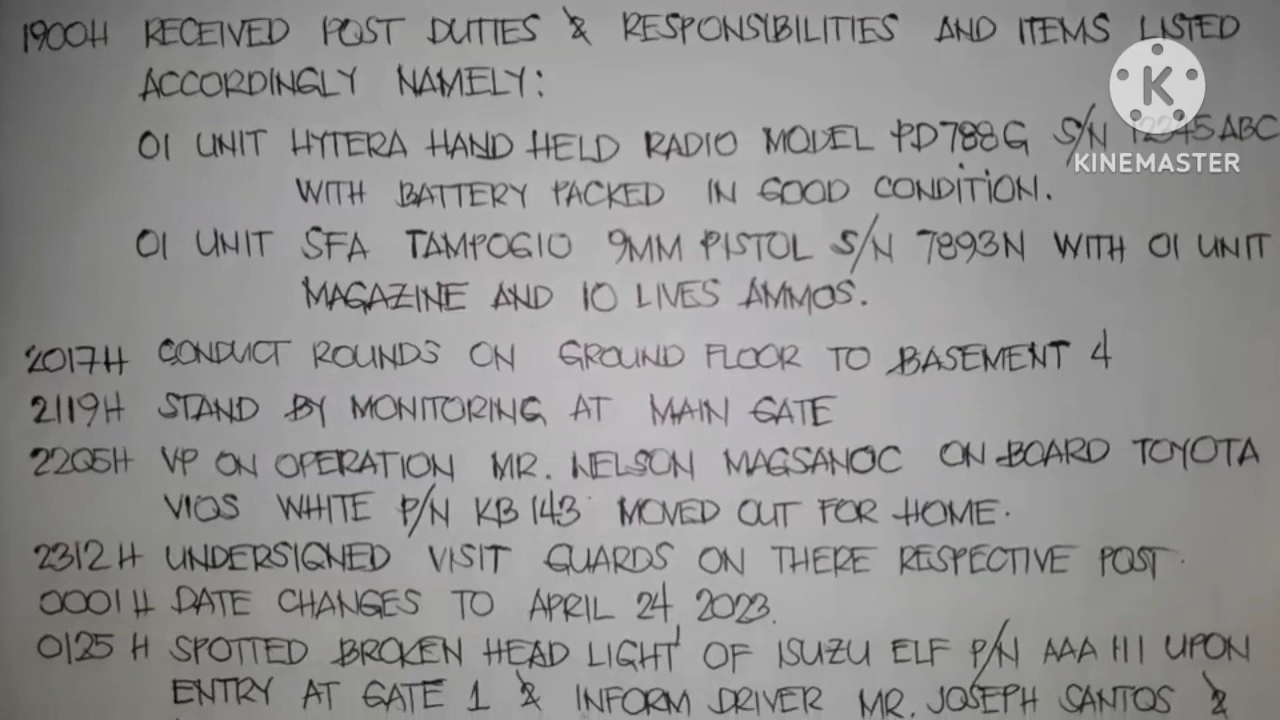 1900H RECEIVED POST DUTIES & RESPONSIBILITIES AND ITEMS LISTED
ACCORDINGLY NAMELY:
01 UNIT HYTERA HAND HELD RADIO MODEL PD788G S/N
WITH BATTERY PACKED IN GOOD CONDITION.
01 UNIT SFA TAMPOGIO 9MM PISTOL S/N 7893N WITH 01 UNIT
MAGAZINE AND 10 LIVES AMMOS.
2017H CONDUCT ROUNDS ON GROUND FLOOR TO BASEMENT 4
2119H STAND BY MONITORING AT MAIN GATE
2205H VP ON OPERATION MR. NELSON MAGSANOC ON BOARD TOYOTA
VIOS WHITE P/N KB 143 MOVED OUT FOR HOME.
2312H UNDERSIGNED VISIT GUARDS ON THERE RESPECTIVE POST.
0001H DATE CHANGES TO APRIL 24, 2023.
0125H SPOTTED BROKEN HEAD LIGHT OF ISUZU ELF P/N AAA 111 UPON
ENTRY AT GATE 1 & INFORM DRIVER MR. JOSEPH SANTOS &
K
KINEMASTER